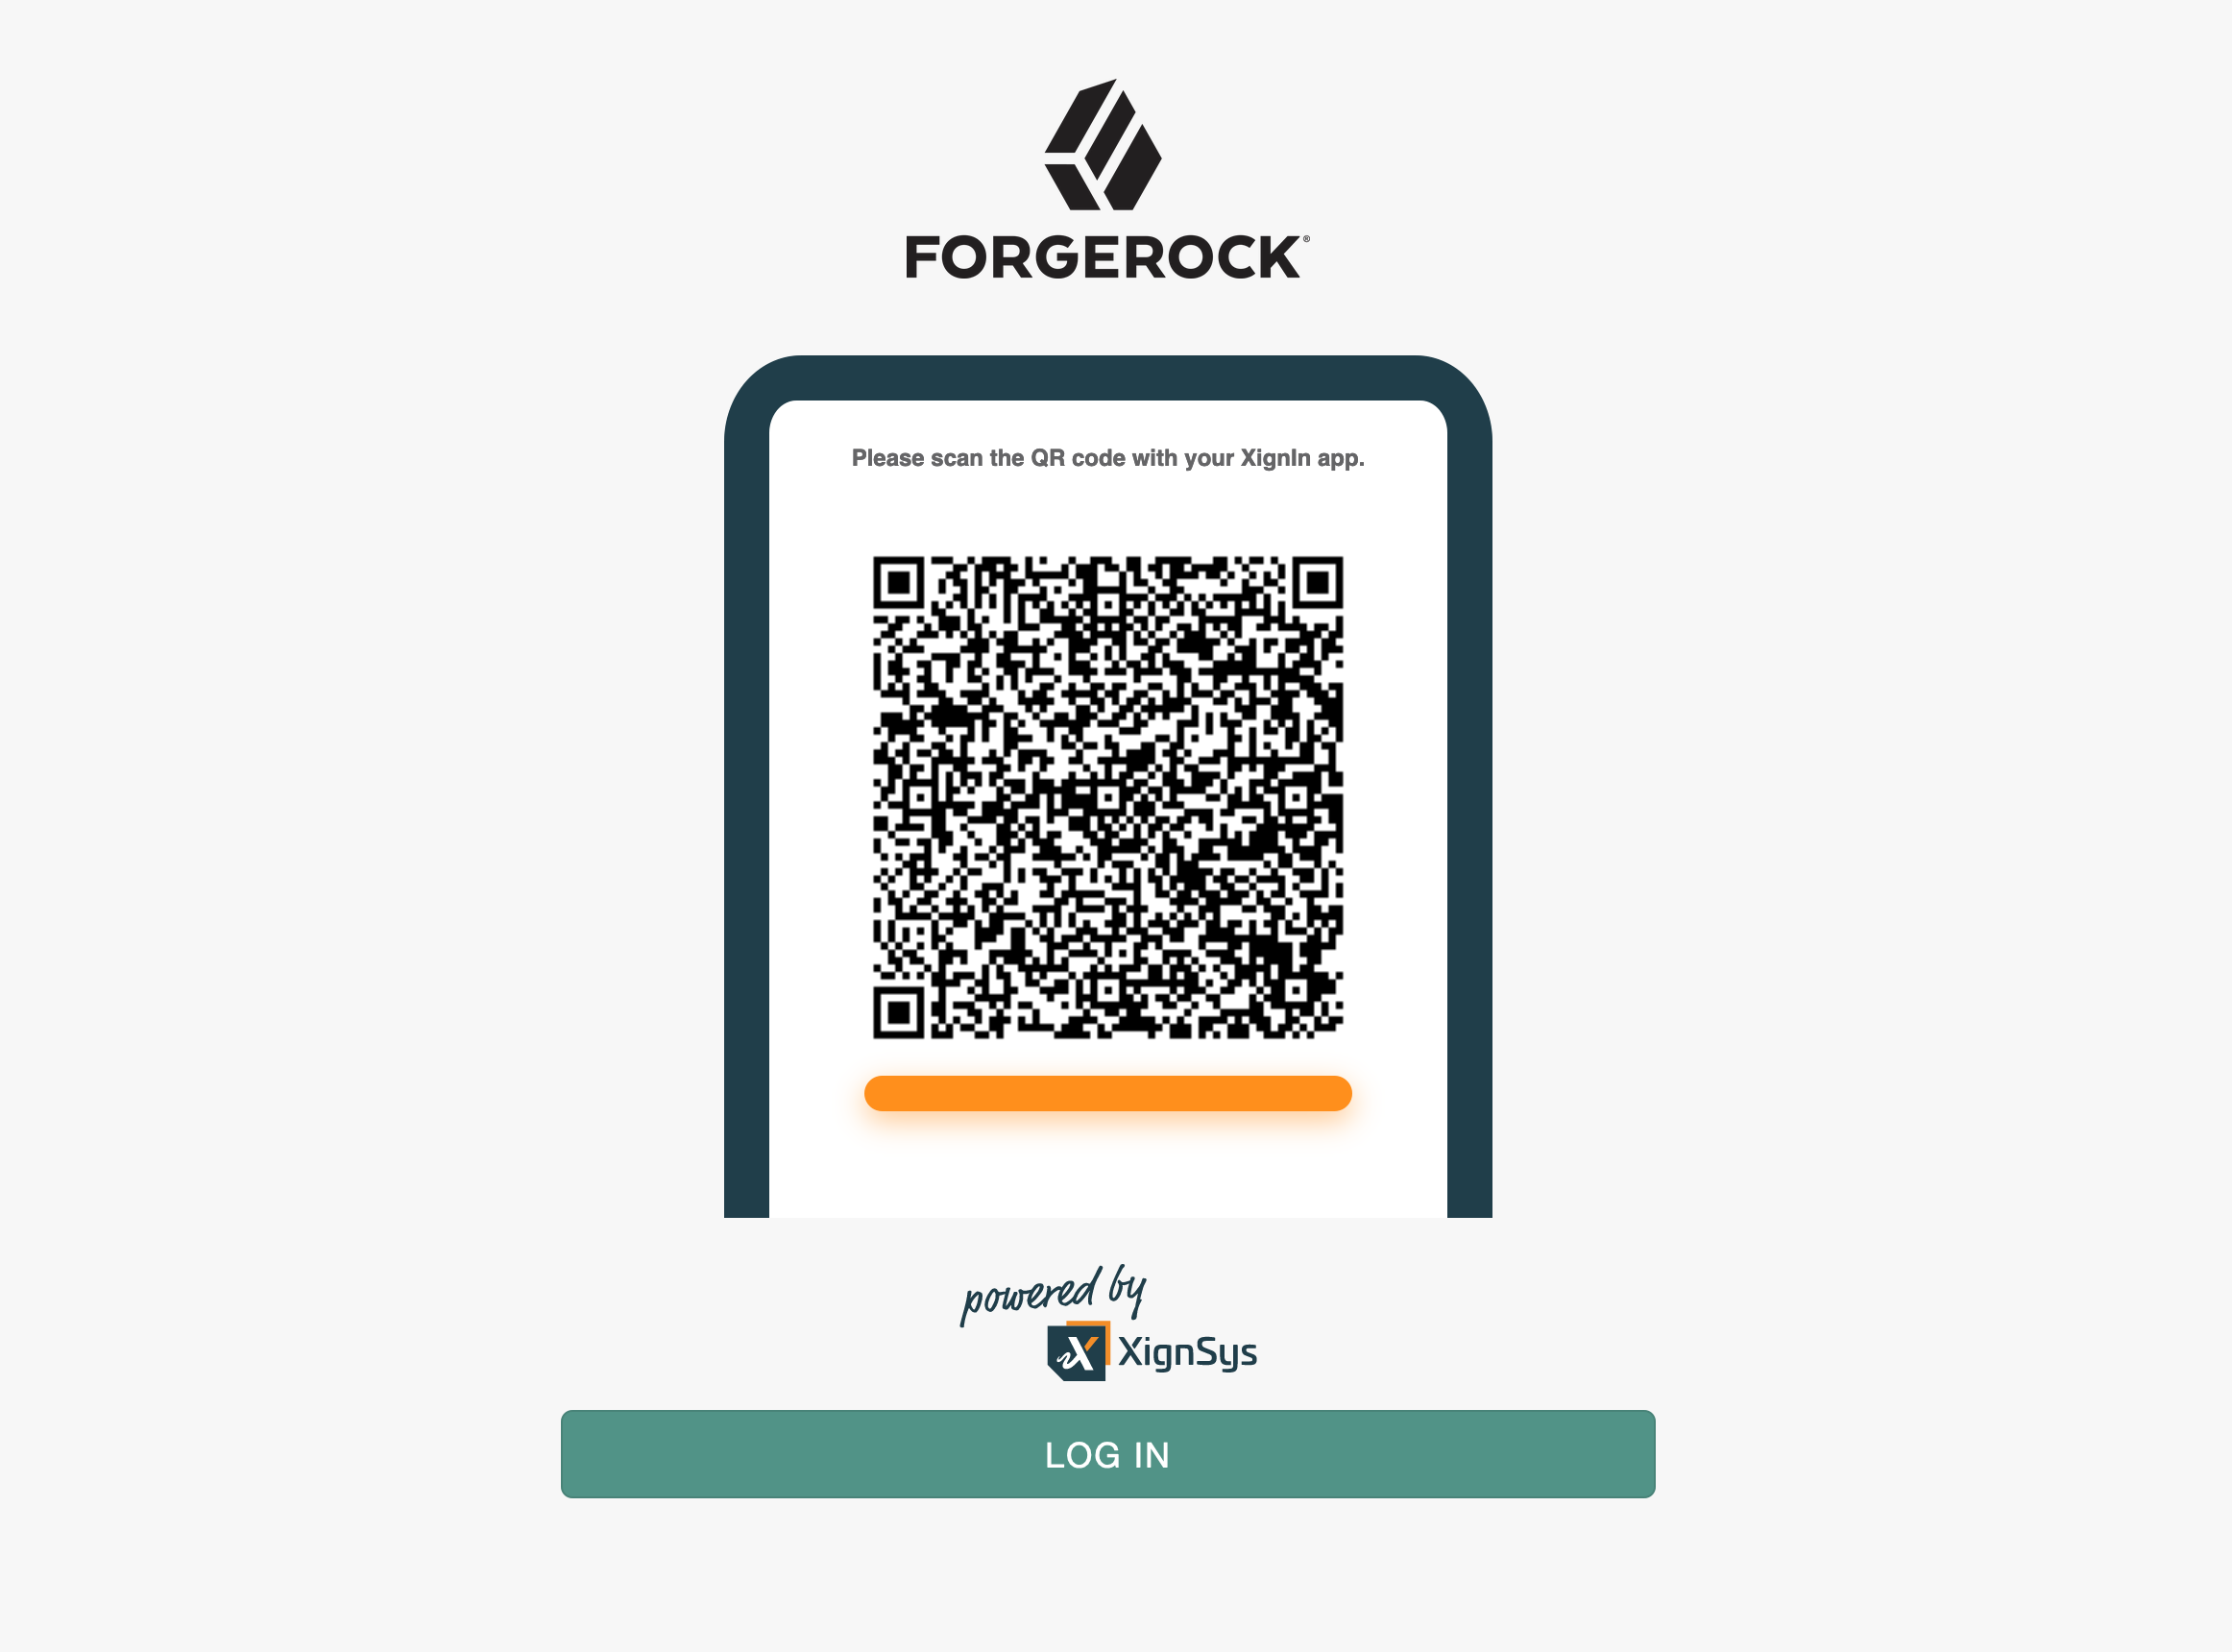 FORGEROCK®
Please scan the QR code with your XignIn app.
powered by
X XignSys
LOG IN